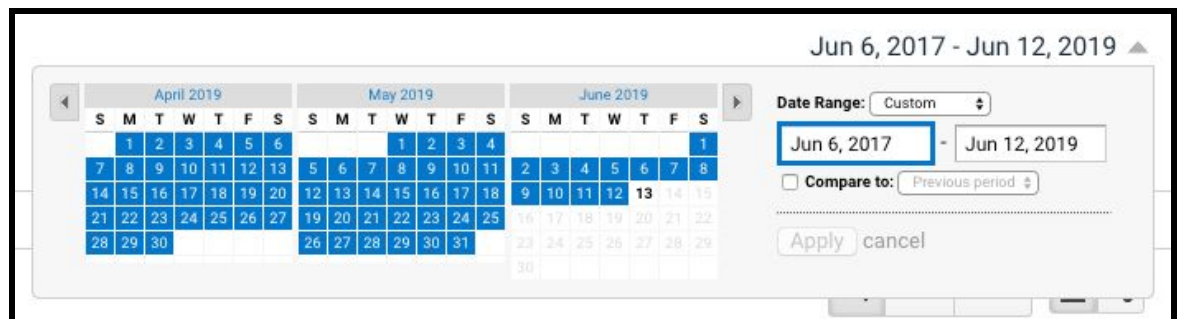 Jun 6, 2017 - Jun 12, 2019
April 2019
S M T W T F S
1 2 3 4 5 6
7 8 9 10 11 12 13
14 15 16 17 18 19 20
21 22 23 24 25 26 27
28 29 30
May 2019
S M T W T F S
1 2 3 4
5 6 7 8 9 10 11
12 13 14 15 16 17 18
19 20 21 22 23 24 25
26 27 28 29 30 31
June 2019
S M T W T F S
1
2 3 4 5 6 7 8
9 10 11 12 13 14 15
16 17 18 19 20 21 22
23 24 25 26 27 28 29
30
Date Range: Custom
Jun 6, 2017 - Jun 12, 2019
Compare to: Previous period
Apply cancel